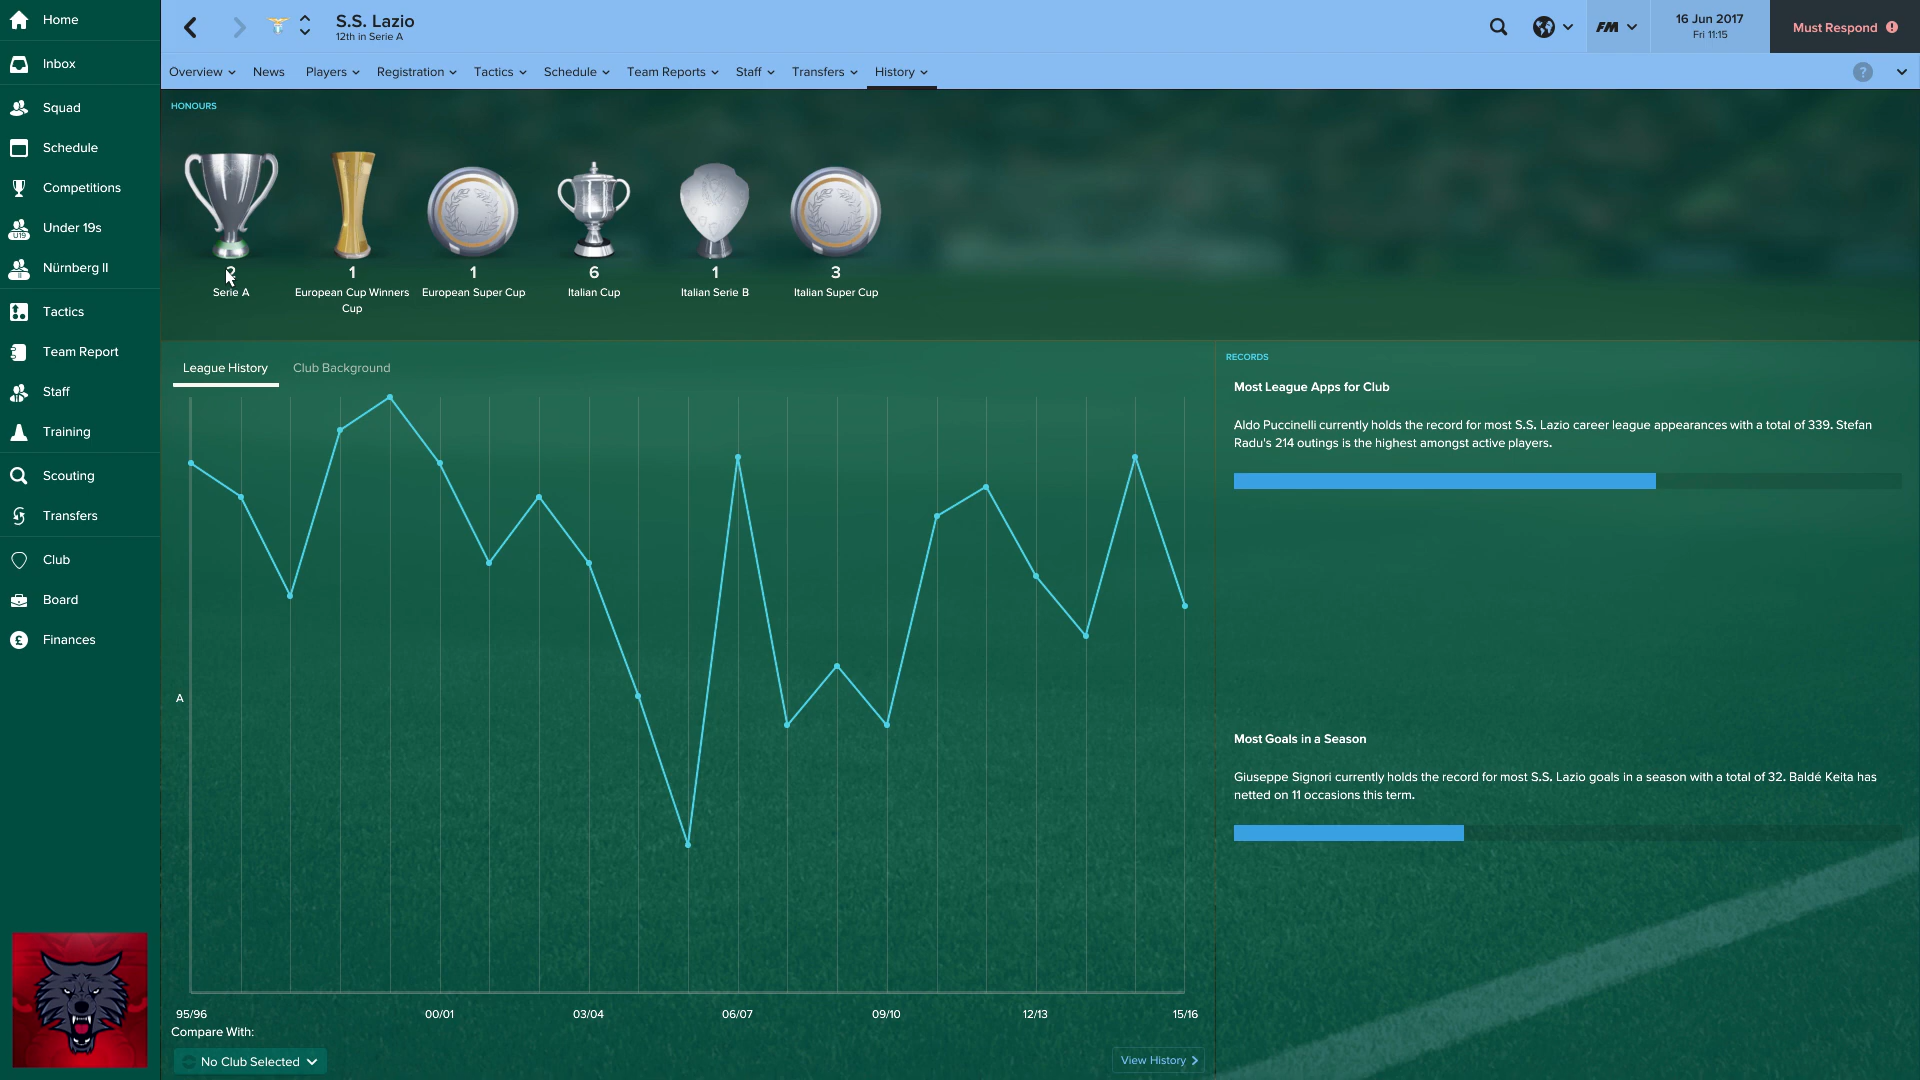 Home
Inbox
Squad
Schedule
Competitions
Under 19s
U19
Nürnberg II
II
Tactics
Team Report
Staff
Training
Scouting
Transfers
Club
Board
Finances
S.S. Lazio
12th in Serie A
FM
16 Jun 2017
Fri 11:15
Must Respond
Overview
News
Players
Registration
Tactics
Schedule
Team Reports
Staff
Transfers
History
?
HONOURS
2
Serie A
1
European Cup Winners
Cup
1
European Super Cup
6
Italian Cup
1
Italian Serie B
3
Italian Super Cup
League History
Club Background
A
95/96
00/01
03/04
06/07
09/10
12/13
15/16
Compare With:
No Club Selected
View History
RECORDS
Most League Apps for Club
Aldo Puccinelli currently holds the record for most S.S. Lazio career league appearances with a total of 339. Stefan
Radu's 214 outings is the highest amongst active players.
Most Goals in a Season
Giuseppe Signori currently holds the record for most S.S. Lazio goals in a season with a total of 32. Baldé Keita has
netted on 11 occasions this term.